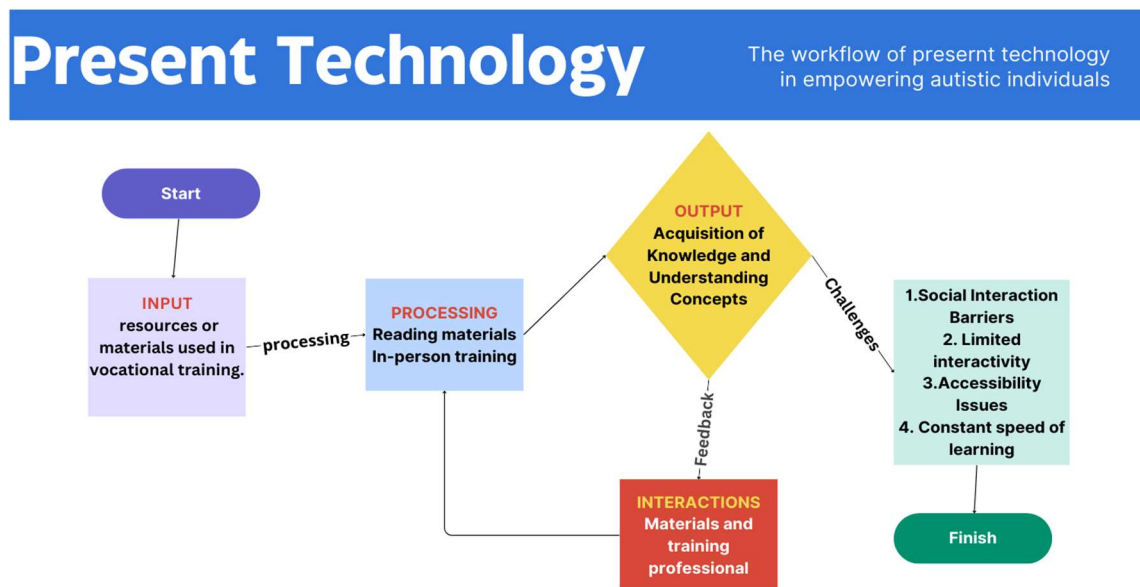 Present Technology
The workflow of presernt technology
in empowering autistic individuals
Start
INPUT
resources or
materials used in
vocational training.
processing
PROCESSING
Reading materials
In-person training
OUTPUT
Acquisition of
Knowledge and
Understanding
Concepts
Challenges
1.Social Interaction
Barriers
2. Limited
interactivity
3.Accessibility
Issues
4. Constant speed of
learning
Feedback
INTERACTIONS
Materials and
training
professional
Finish